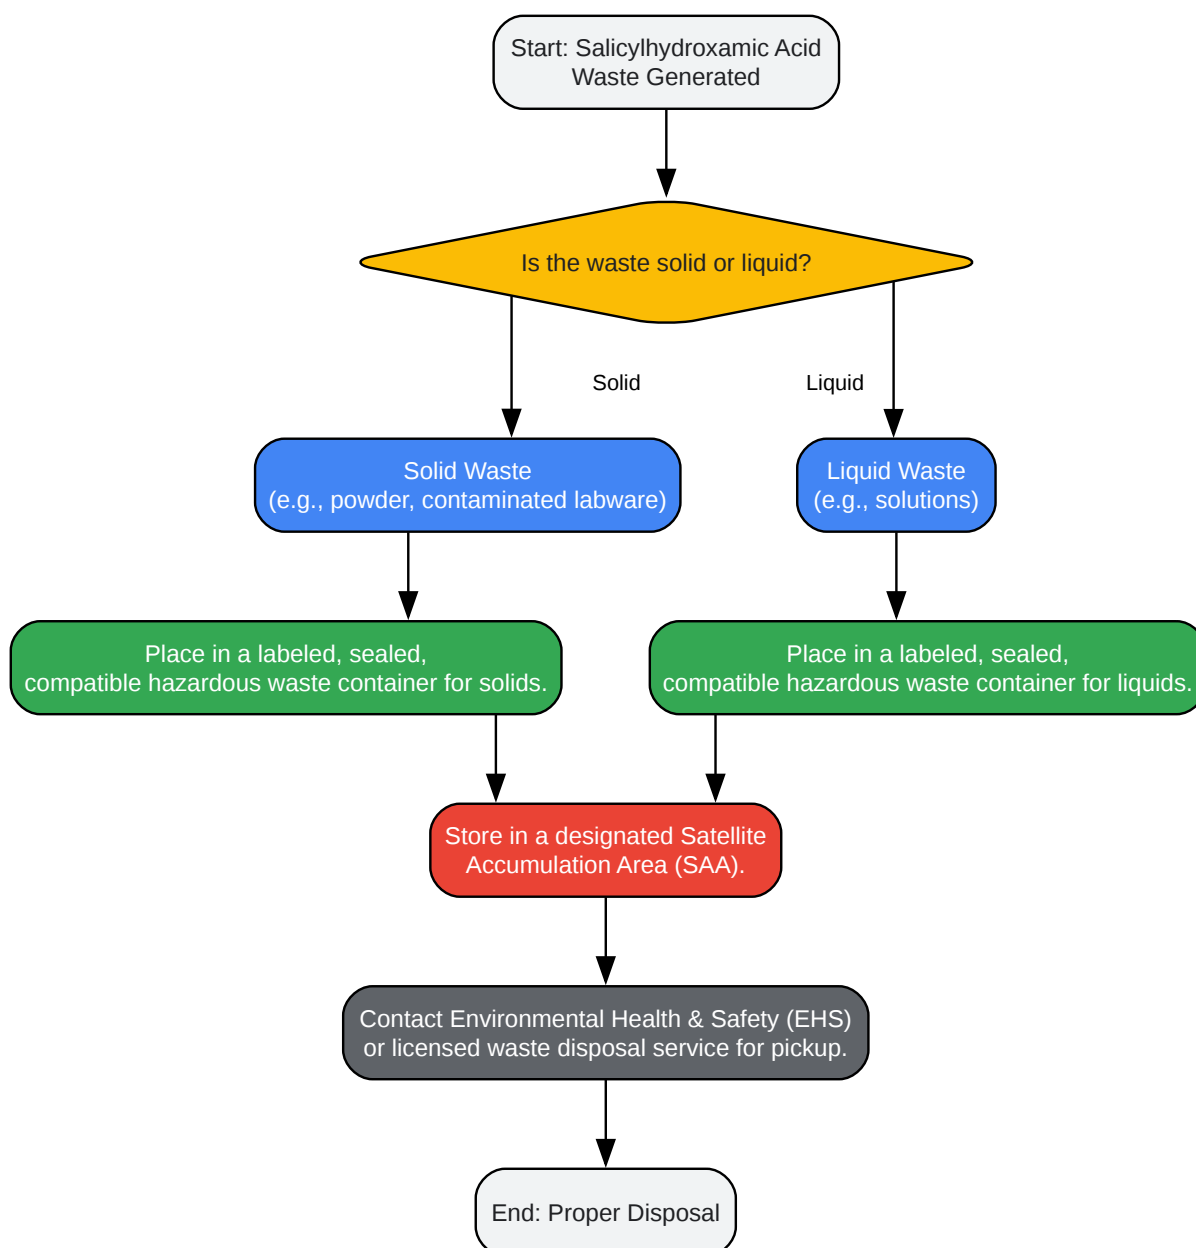 Start: Salicylhydroxamic Acid
Waste Generated
Is the waste solid or liquid?
Solid
Liquid
Solid Waste
(e.g., powder, contaminated labware)
Liquid Waste
(e.g., solutions)
Place in a labeled, sealed,
compatible hazardous waste container for solids.
Place in a labeled, sealed,
compatible hazardous waste container for liquids.
Store in a designated Satellite
Accumulation Area (SAA).
Contact Environmental Health & Safety (EHS)
or licensed waste disposal service for pickup.
End: Proper Disposal